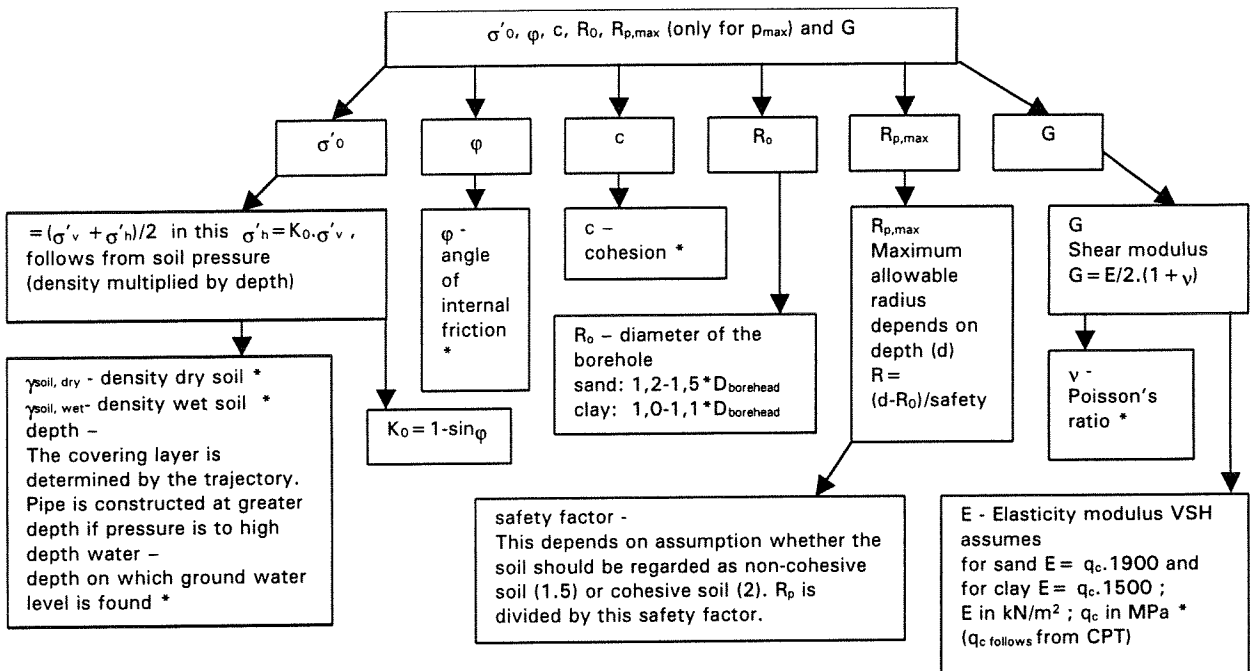 σ'₀, φ, c, R₀, Rp,max (only for pmax) and G
σ'₀
φ
c
R₀
Rp,max
G
=(σ'v + σ'h)/2 in this σ'h=K₀.σ'v ,
follows from soil pressure
(density multiplied by depth)
φ -
angle
of
internal
friction
*
c –
cohesion *
Rp,max
Maximum
allowable
radius
depends on
depth (d)
R =
(d-R₀)/safety
G
Shear modulus
G=E/2.(1+ν)
γsoil, dry - density dry soil *
γsoil, wet- density wet soil *
depth –
The covering layer is
determined by the trajectory.
Pipe is constructed at greater
depth if pressure is to high
depth water –
depth on which ground water
level is found *
K₀ = 1-sinφ
R₀ – diameter of the
borehole
sand: 1,2-1,5*Dborehead
clay: 1,0-1,1*Dborehead
ν -
Poisson's
ratio *
safety factor -
This depends on assumption whether the
soil should be regarded as non-cohesive
soil (1.5) or cohesive soil (2). Rp is
divided by this safety factor.
E - Elasticity modulus VSH
assumes
for sand E= qc.1900 and
for clay E= qc.1500 ;
E in kN/m² ; qc in MPa *
(qc follows from CPT)